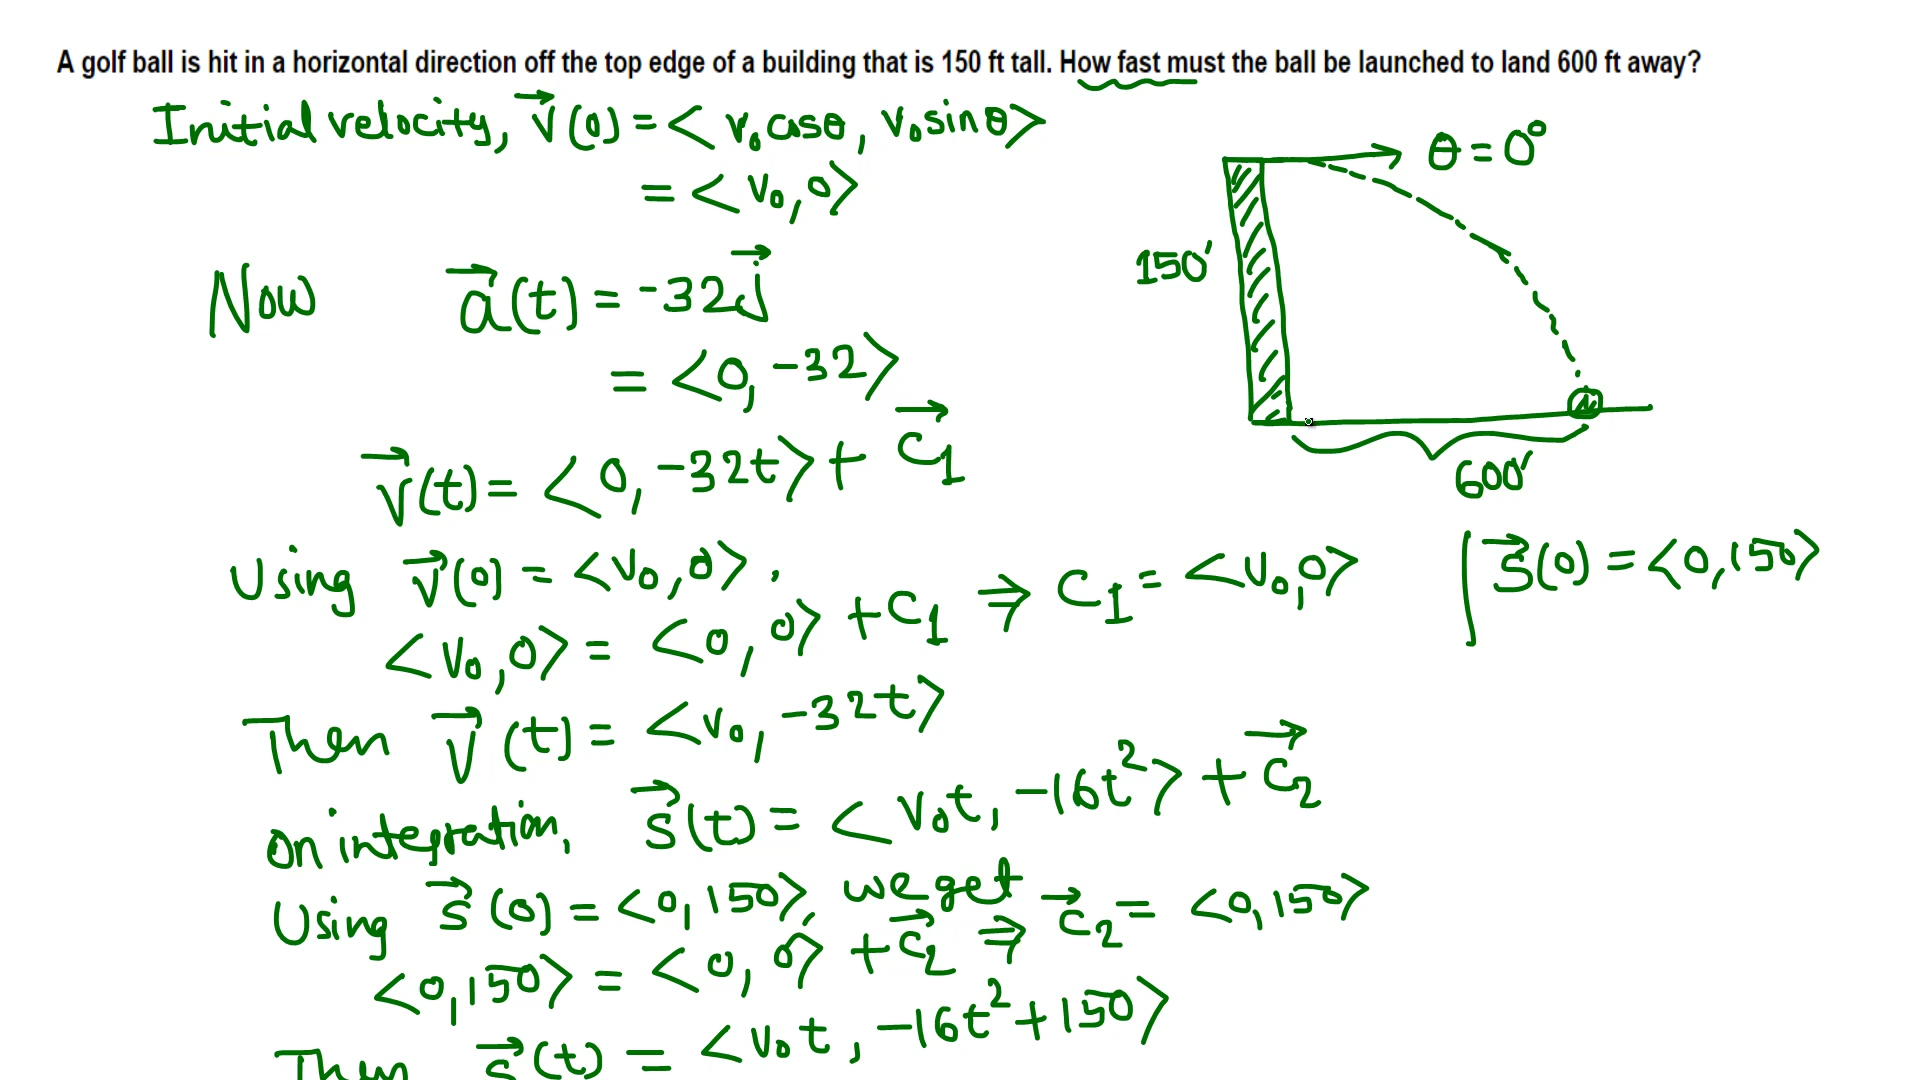 A golf ball is hit in a horizontal direction off the top edge of a building that is 150 ft tall. How fast must the ball be launched to land 600 ft away?
Initial velocity, v⃗(0) = <v₀cosθ, v₀sinθ>
= <v₀, 0>
θ = 0°
150'
600'
Now a⃗(t) = -32j⃗
= <0, -32>
v⃗(t) = <0, -32t> + c⃗₁
Using v⃗(0) = <v₀, 0>.
<v₀, 0> = <0, 0> + c₁ ⇒ c₁ = <v₀, 0>
s⃗(0) = <0, 150>
Then v⃗(t) = <v₀, -32t>
On integration, s⃗(t) = <v₀t, -16t²> + c⃗₂
Using s⃗(0) = <0, 150>, we get
<0, 150> = <0, 0> + c⃗₂ ⇒ c⃗₂ = <0, 150>
Then s⃗(t) = <v₀t, -16t² + 150>